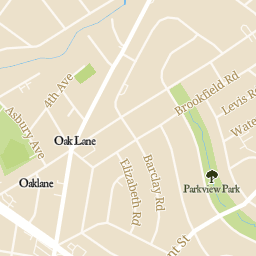 4th Ave
Brookfield Rd
Levis R
Asbury Ave
Wate
Oak Lane
Elizabeth Rd
Barclay Rd
Oaklane
Parkview Park
nt St